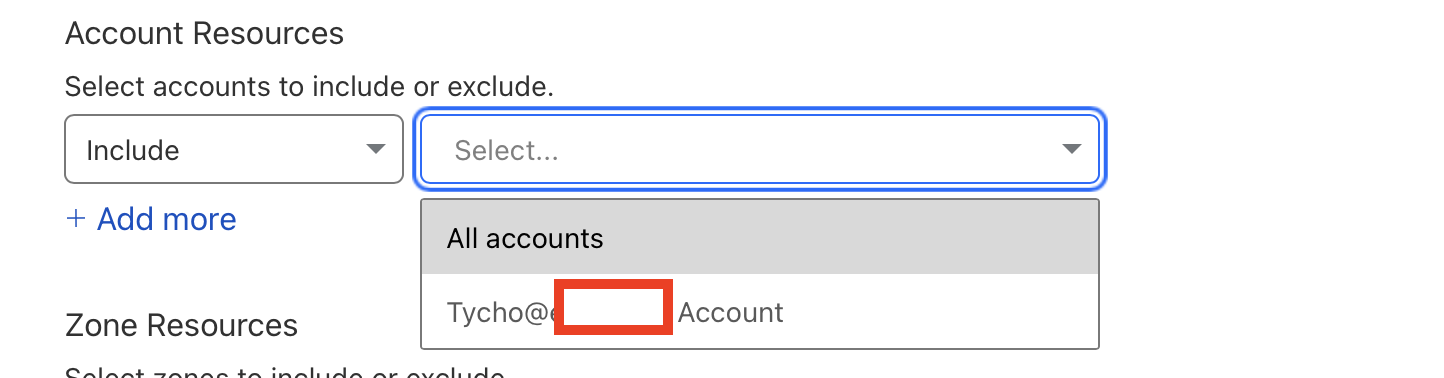 Account Resources
Select accounts to include or exclude.
Include
Select...
+ Add more
All accounts
Tycho@e Account
Zone Resources
Select zones to include or exclude